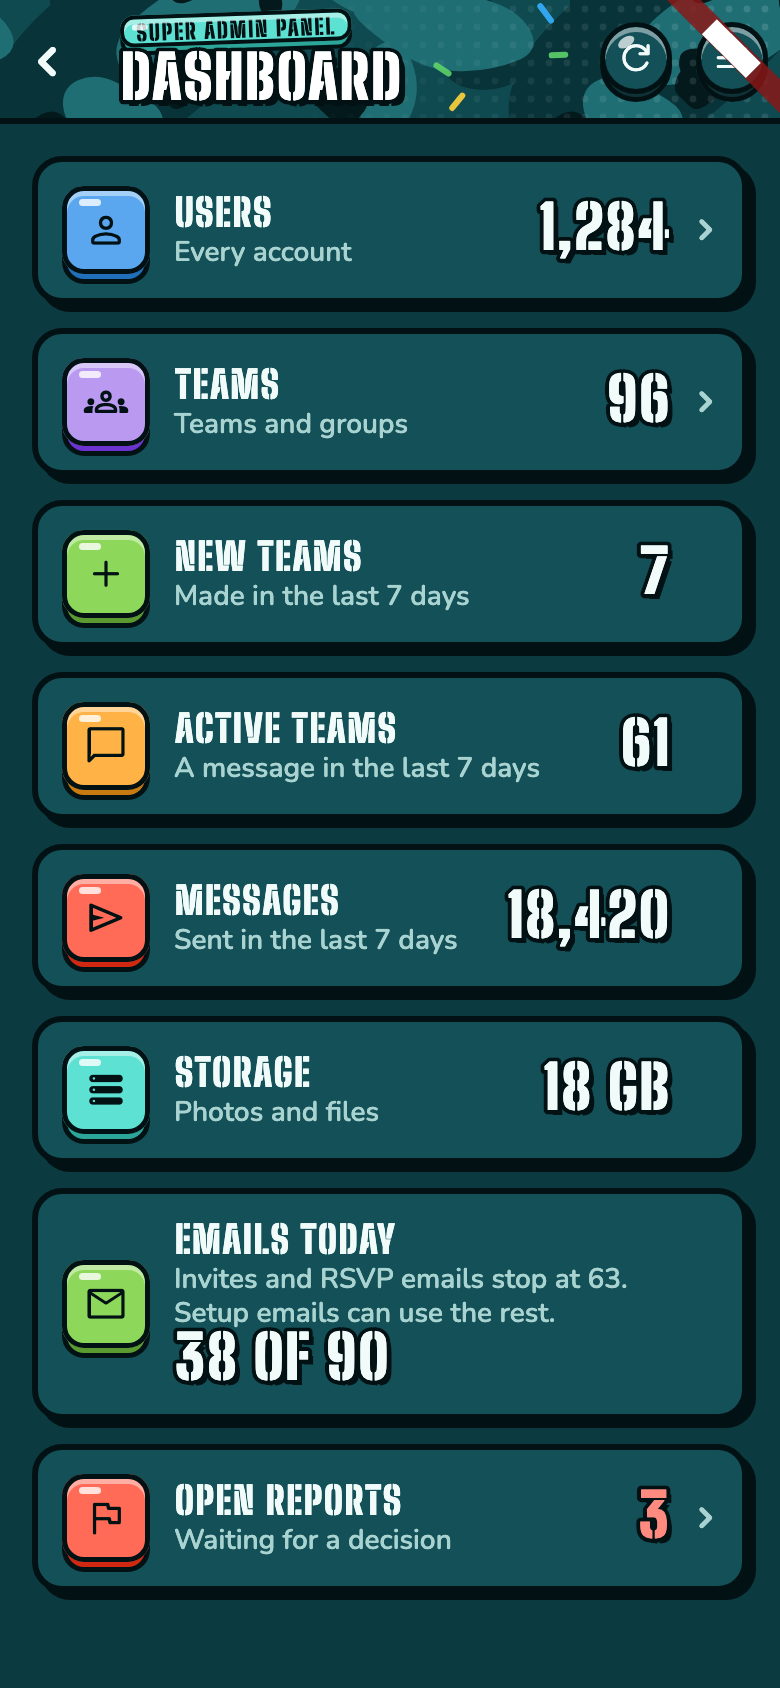 SUPER ADMIN PANEL
DASHBOARD
USERS
Every account
1,284
TEAMS
Teams and groups
96
NEW TEAMS
Made in the last 7 days
7
ACTIVE TEAMS
A message in the last 7 days
61
MESSAGES
Sent in the last 7 days
18,420
STORAGE
Photos and files
18 GB
EMAILS TODAY
Invites and RSVP emails stop at 63.
Setup emails can use the rest.
38 OF 90
OPEN REPORTS
Waiting for a decision
3